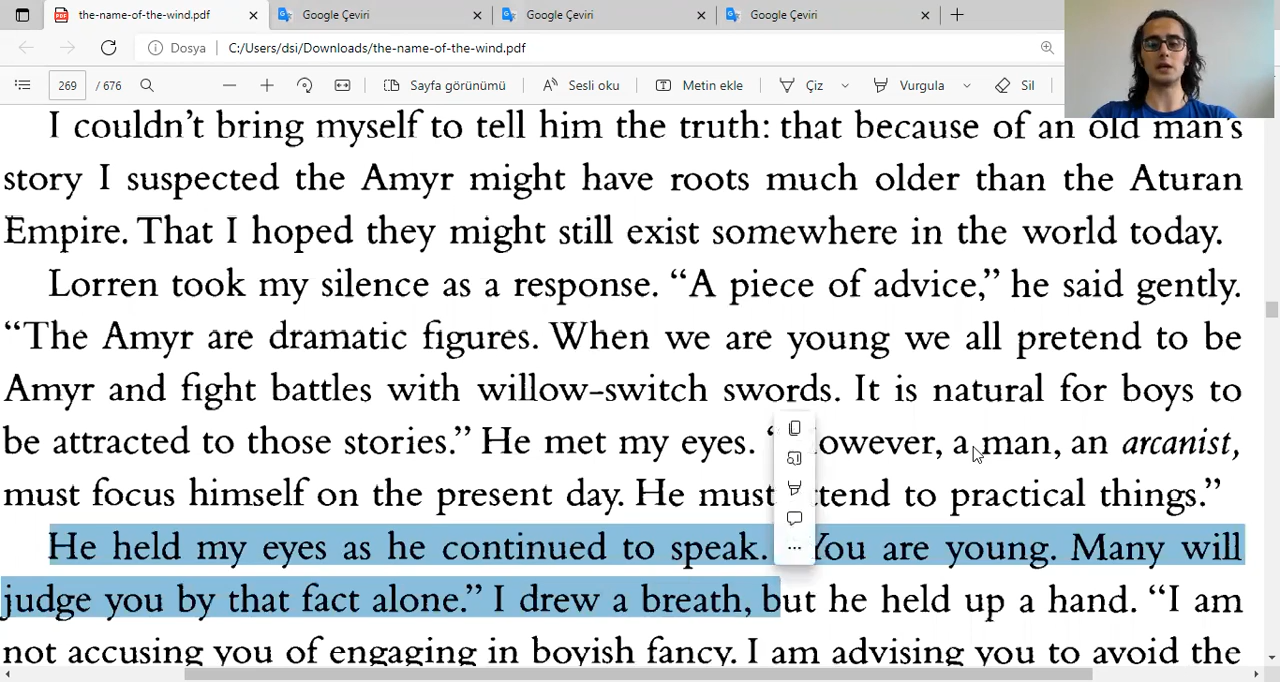 the-name-of-the-wind.pdf
Google Çeviri
Google Çeviri
Google Çeviri
Dosya
C:/Users/dsi/Downloads/the-name-of-the-wind.pdf
269 / 676
Sayfa görünümü
Sesli oku
Metin ekle
Çiz
Vurgula
Sil
I couldn't bring myself to tell him the truth: that because of an old man's
story I suspected the Amyr might have roots much older than the Aturan
Empire. That I hoped they might still exist somewhere in the world today.
Lorren took my silence as a response. “A piece of advice,” he said gently.
“The Amyr are dramatic figures. When we are young we all pretend to be
Amyr and fight battles with willow-switch swords. It is natural for boys to
be attracted to those stories.” He met my eyes. “owever, a man, an arcanist,
must focus himself on the present day. He must tend to practical things.”
He held my eyes as he continued to speak. You are young. Many will
judge you by that fact alone.” I drew a breath, but he held up a hand. “I am
not accusing you of engaging in boyish fancy. I am advising you to avoid the